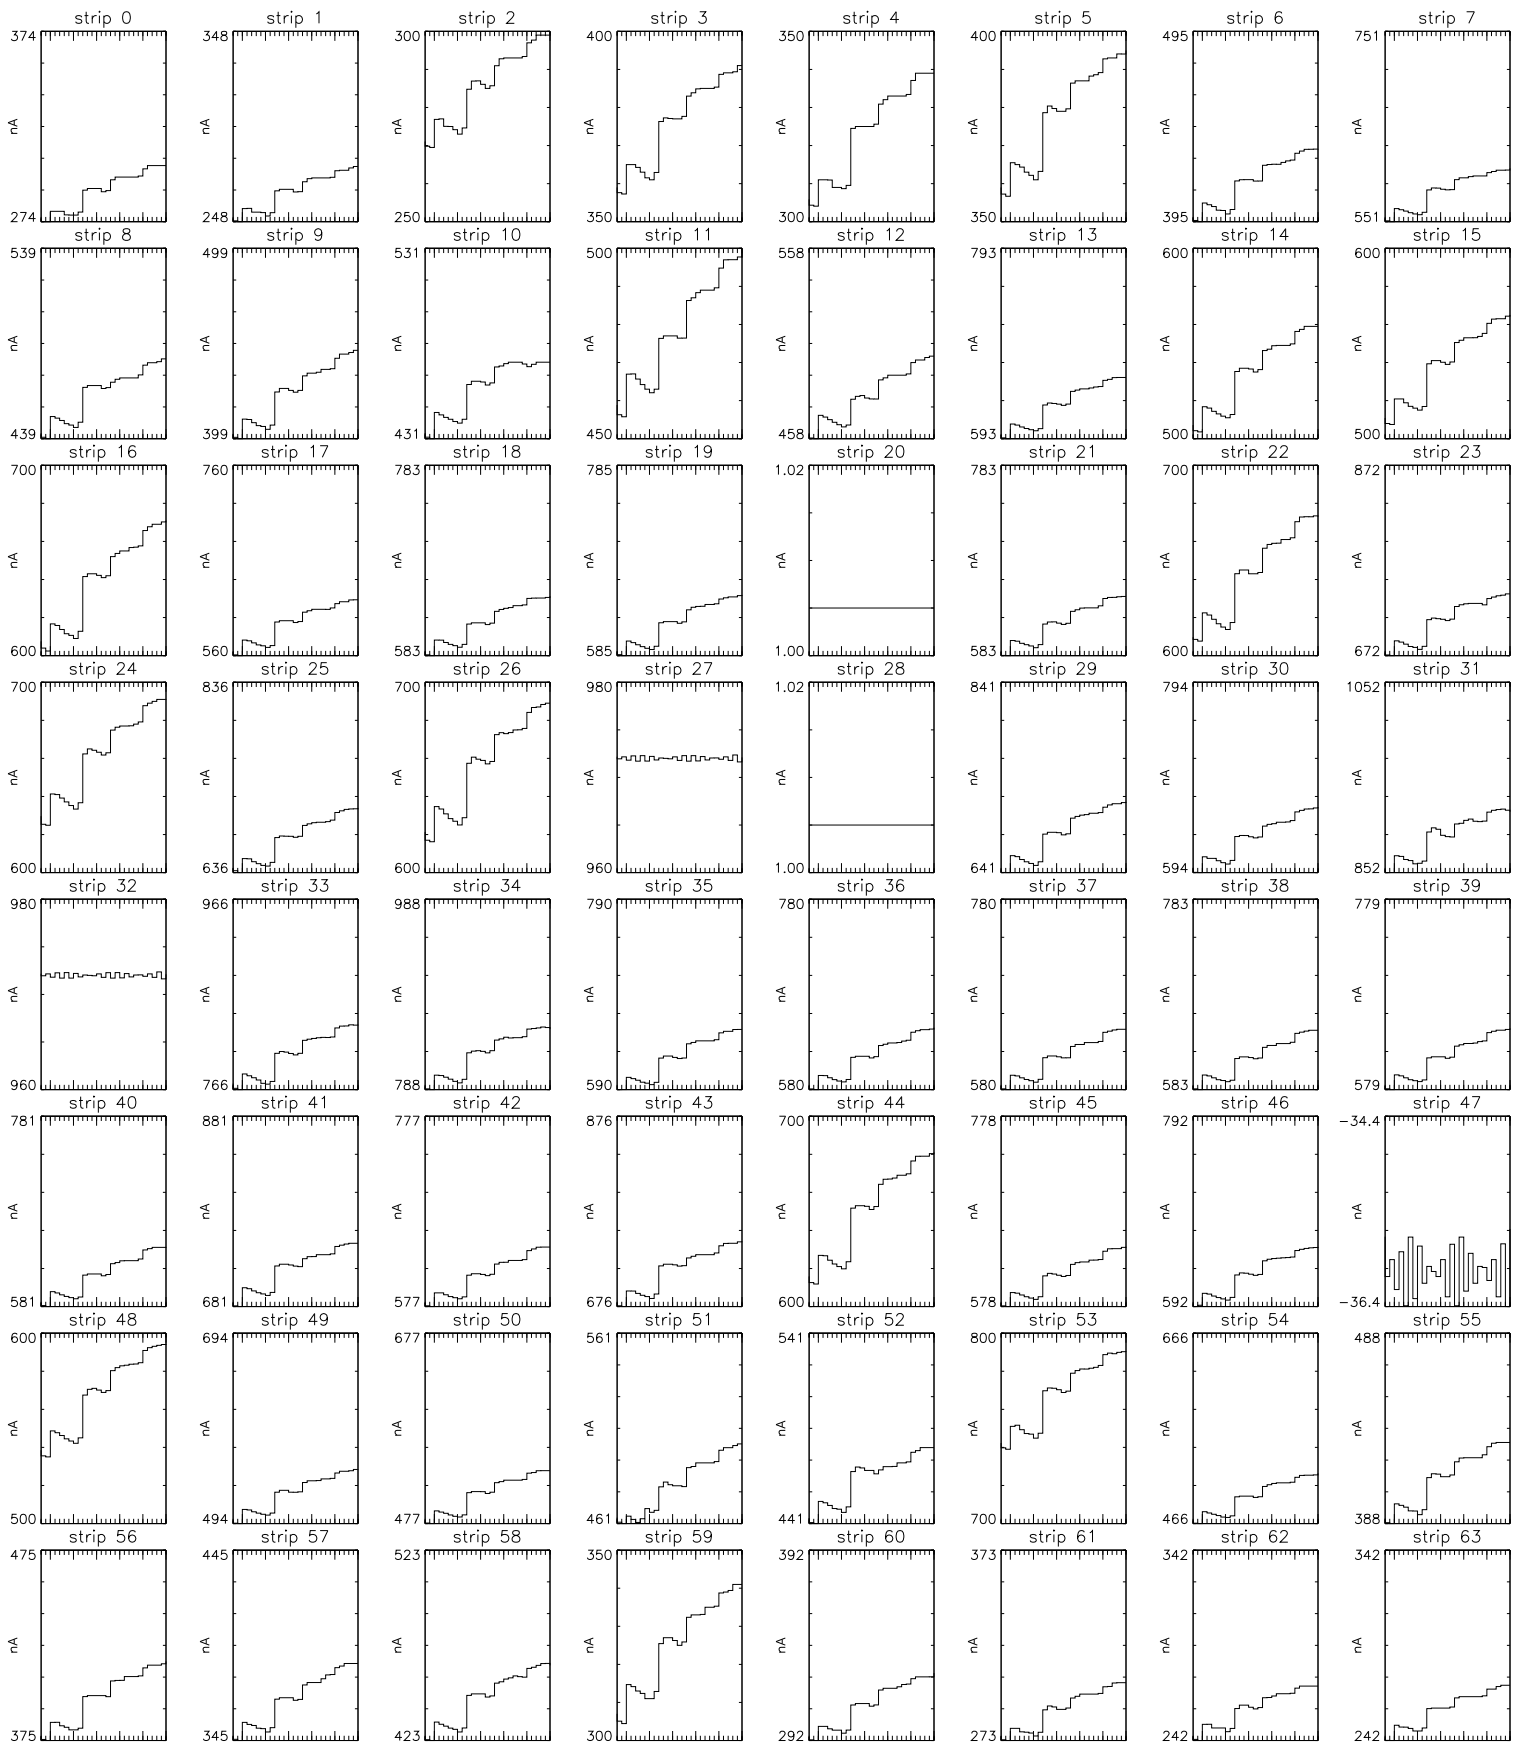 strip 0 strip 1 strip 2 strip 3 strip 4 strip 5 strip 6 strip 7
374 348 300 400 350 400 495 751
nA nA nA nA nA nA nA nA
274 248 250 350 300 350 395 551
strip 8 strip 9 strip 10 strip 11 strip 12 strip 13 strip 14 strip 15
539 499 531 500 558 793 600 600
nA nA nA nA nA nA nA nA
439 399 431 450 458 593 500 500
strip 16 strip 17 strip 18 strip 19 strip 20 strip 21 strip 22 strip 23
700 760 783 785 1.02 783 700 872
nA nA nA nA nA nA nA nA
600 560 583 585 1.00 583 600 672
strip 24 strip 25 strip 26 strip 27 strip 28 strip 29 strip 30 strip 31
700 836 700 980 1.02 841 794 1052
nA nA nA nA nA nA nA nA
600 636 600 960 1.00 641 594 852
strip 32 strip 33 strip 34 strip 35 strip 36 strip 37 strip 38 strip 39
980 966 988 790 780 780 783 779
nA nA nA nA nA nA nA nA
960 766 788 590 580 580 583 579
strip 40 strip 41 strip 42 strip 43 strip 44 strip 45 strip 46 strip 47
781 881 777 876 700 778 792 −34.4
nA nA nA nA nA nA nA nA
581 681 577 676 600 578 592 −36.4
strip 48 strip 49 strip 50 strip 51 strip 52 strip 53 strip 54 strip 55
600 694 677 561 541 800 666 488
nA nA nA nA nA nA nA nA
500 494 477 461 441 700 466 388
strip 56 strip 57 strip 58 strip 59 strip 60 strip 61 strip 62 strip 63
475 445 523 350 392 373 342 342
nA nA nA nA nA nA nA nA
375 345 423 300 292 273 242 242